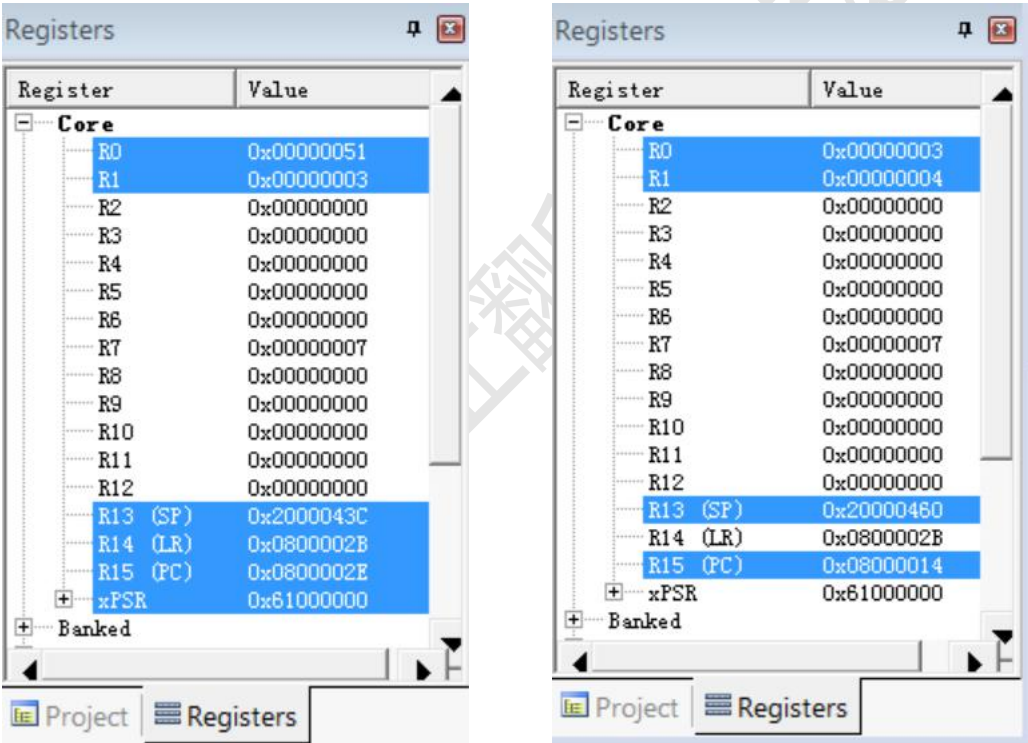 Registers
Register Value
Core
R0 0x00000051
R1 0x00000003
R2 0x00000000
R3 0x00000000
R4 0x00000000
R5 0x00000000
R6 0x00000000
R7 0x00000007
R8 0x00000000
R9 0x00000000
R10 0x00000000
R11 0x00000000
R12 0x00000000
R13 (SP) 0x2000043C
R14 (LR) 0x0800002B
R15 (PC) 0x0800002E
xPSR 0x61000000
Banked
Project Registers
Registers
Register Value
Core
R0 0x00000003
R1 0x00000004
R2 0x00000000
R3 0x00000000
R4 0x00000000
R5 0x00000000
R6 0x00000000
R7 0x00000007
R8 0x00000000
R9 0x00000000
R10 0x00000000
R11 0x00000000
R12 0x00000000
R13 (SP) 0x20000460
R14 (LR) 0x0800002B
R15 (PC) 0x08000014
xPSR 0x61000000
Banked
Project Registers